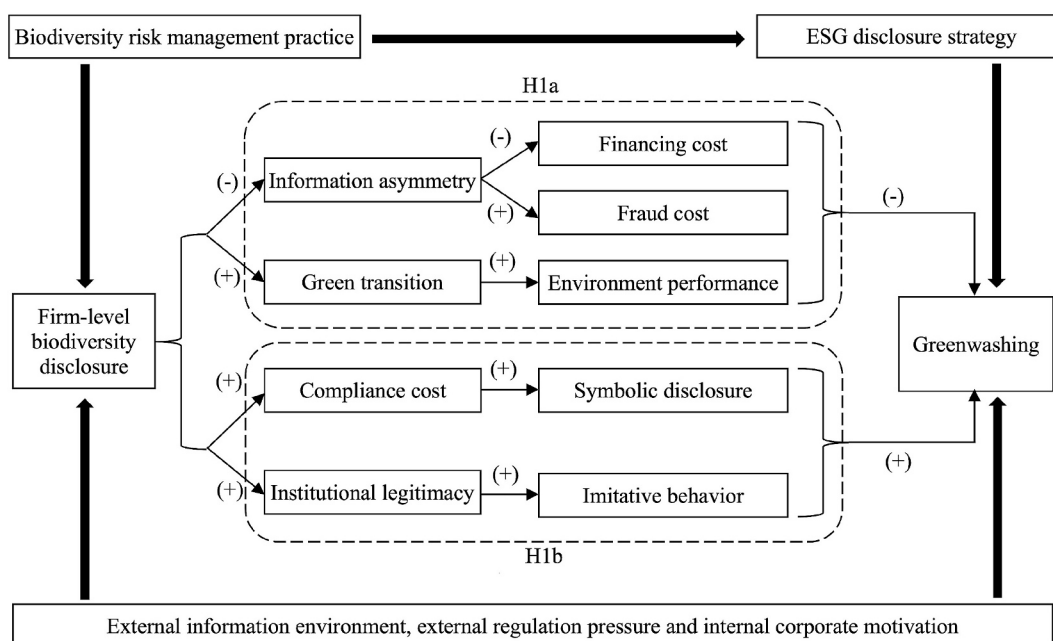 Biodiversity risk management practice
ESG disclosure strategy
H1a
(-)
Information asymmetry
(-)
Financing cost
(+)
Fraud cost
(-)
(+)
Green transition
(+)
Environment performance
Firm-level
biodiversity
disclosure
Greenwashing
(+)
Compliance cost
(+)
Symbolic disclosure
(+)
(+)
Institutional legitimacy
(+)
Imitative behavior
H1b
External information environment, external regulation pressure and internal corporate motivation